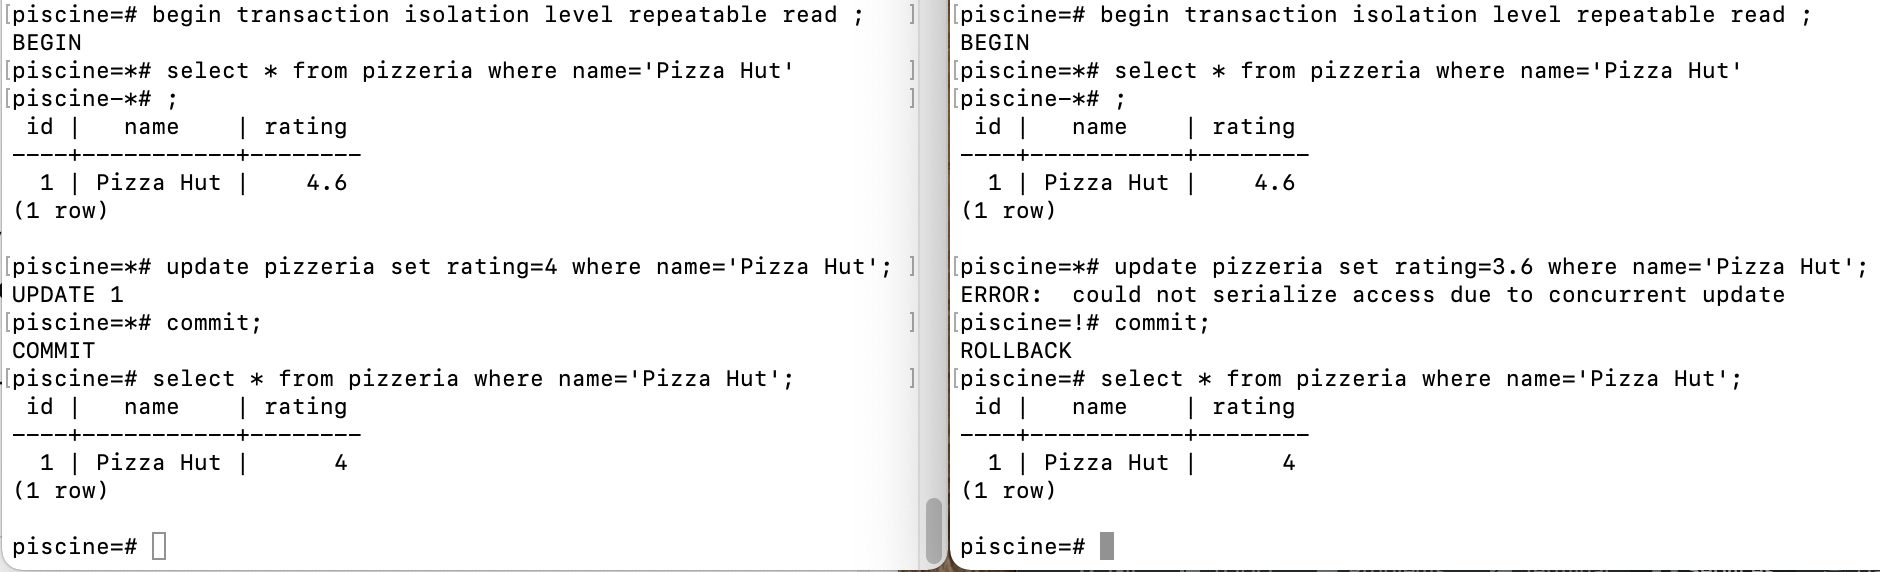 [piscine=# begin transaction isolation level repeatable read ; ]
BEGIN
[piscine=*# select * from pizzeria where name='Pizza Hut' ]
[piscine-*# ; ]
 id |   name    | rating
----+-----------+--------
  1 | Pizza Hut |    4.6
(1 row)
[piscine=*# update pizzeria set rating=4 where name='Pizza Hut'; ]
UPDATE 1
[piscine=*# commit; ]
COMMIT
[piscine=# select * from pizzeria where name='Pizza Hut'; ]
 id |   name    | rating
----+-----------+--------
  1 | Pizza Hut |      4
(1 row)
piscine=#
[piscine=# begin transaction isolation level repeatable read ;
BEGIN
[piscine=*# select * from pizzeria where name='Pizza Hut'
[piscine-*# ;
 id |   name    | rating
----+-----------+--------
  1 | Pizza Hut |    4.6
(1 row)
[piscine=*# update pizzeria set rating=3.6 where name='Pizza Hut';
ERROR:  could not serialize access due to concurrent update
[piscine=!# commit;
ROLLBACK
[piscine=# select * from pizzeria where name='Pizza Hut';
 id |   name    | rating
----+-----------+--------
  1 | Pizza Hut |      4
(1 row)
piscine=#